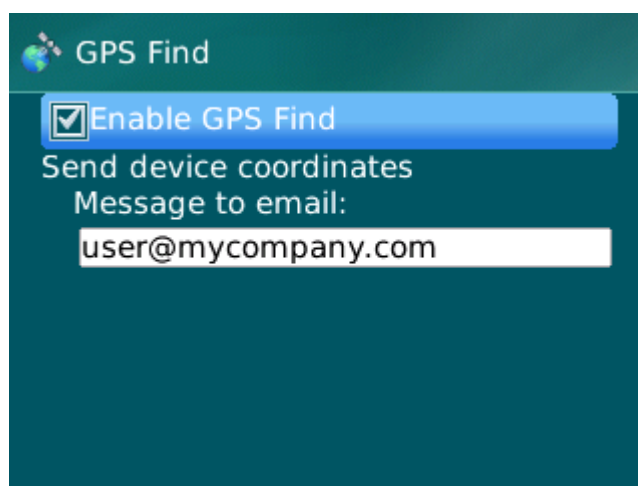 GPS Find
Enable GPS Find
Send device coordinates
Message to email:
user@mycompany.com